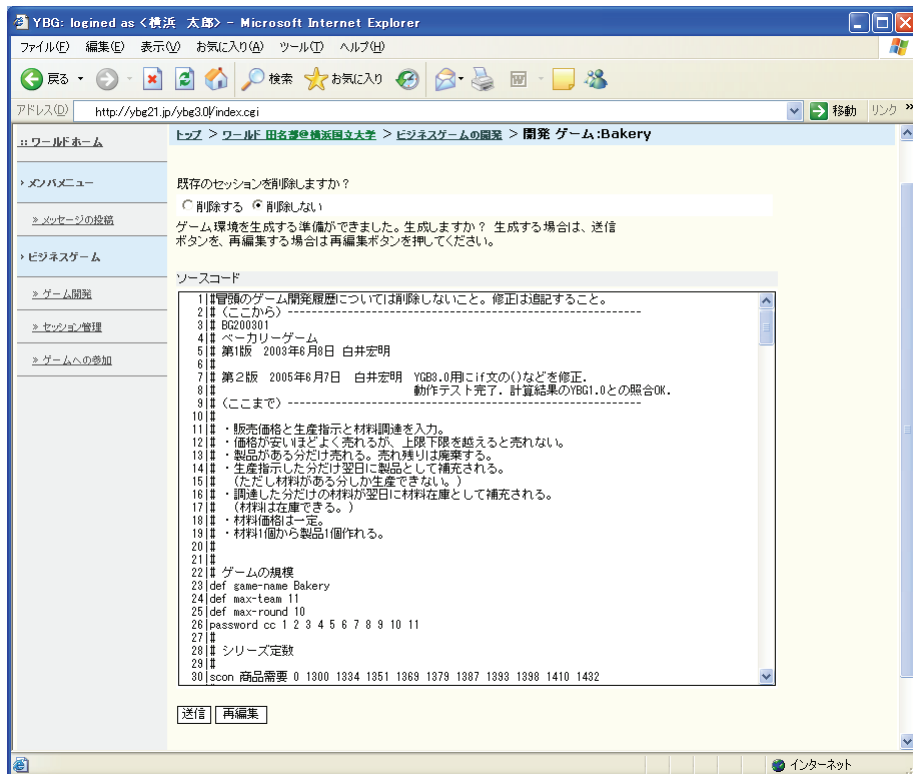 YBG: logined as <横浜 太郎> - Microsoft Internet Explorer
ファイル(F) 編集(E) 表示(V) お気に入り(A) ツール(T) ヘルプ(H)
戻る 検索 お気に入り
アドレス(D) http://ybg21.jp/ybg3.0/index.cgi 移動 リンク »
:: ワールドホーム
トップ > ワールド 田名部@横浜国立大学 > ビジネスゲームの開発 > 開発 ゲーム:Bakery
› メンバメニュー
» メッセージの投稿
› ビジネスゲーム
» ゲーム開発
» セッション管理
» ゲームへの参加
既存のセッションを削除しますか？
削除する 削除しない
ゲーム環境を生成する準備ができました。生成しますか？ 生成する場合は、送信
ボタンを、再編集する場合は再編集ボタンを押してください。
ソースコード
1|#冒頭のゲーム開発履歴については削除しないこと。修正は追記すること。
2|# (ここから) --------------------------------------------------
3|# BG200301
4|# ベーカリーゲーム
5|# 第1版 2003年6月8日 白井宏明
6|#
7|# 第２版 2005年6月7日 白井宏明 YGB3.0用にif文の()などを修正.
8|# 動作テスト完了. 計算結果のYBG1.0との照合OK.
9|# (ここまで) --------------------------------------------------
10|#
11|# ・販売価格と生産指示と材料調達を入力。
12|# ・価格が安いほどよく売れるが、上限下限を越えると売れない。
13|# ・製品がある分だけ売れる。売れ残りは廃棄する。
14|# ・生産指示した分だけ翌日に製品として補充される。
15|# (ただし材料がある分しか生産できない。)
16|# ・調達した分だけの材料が翌日に材料在庫として補充される。
17|# (材料は在庫できる。)
18|# ・材料価格は一定。
19|# ・材料1個から製品1個作れる。
20|#
21|#
22|# ゲームの規模
23|def game-name Bakery
24|def max-team 11
25|def max-round 10
26|password cc 1 2 3 4 5 6 7 8 9 10 11
27|#
28|# シリーズ定数
29|#
30|scon 商品需要 0 1300 1334 1351 1369 1379 1387 1393 1398 1410 1432
送信 再編集
インターネット